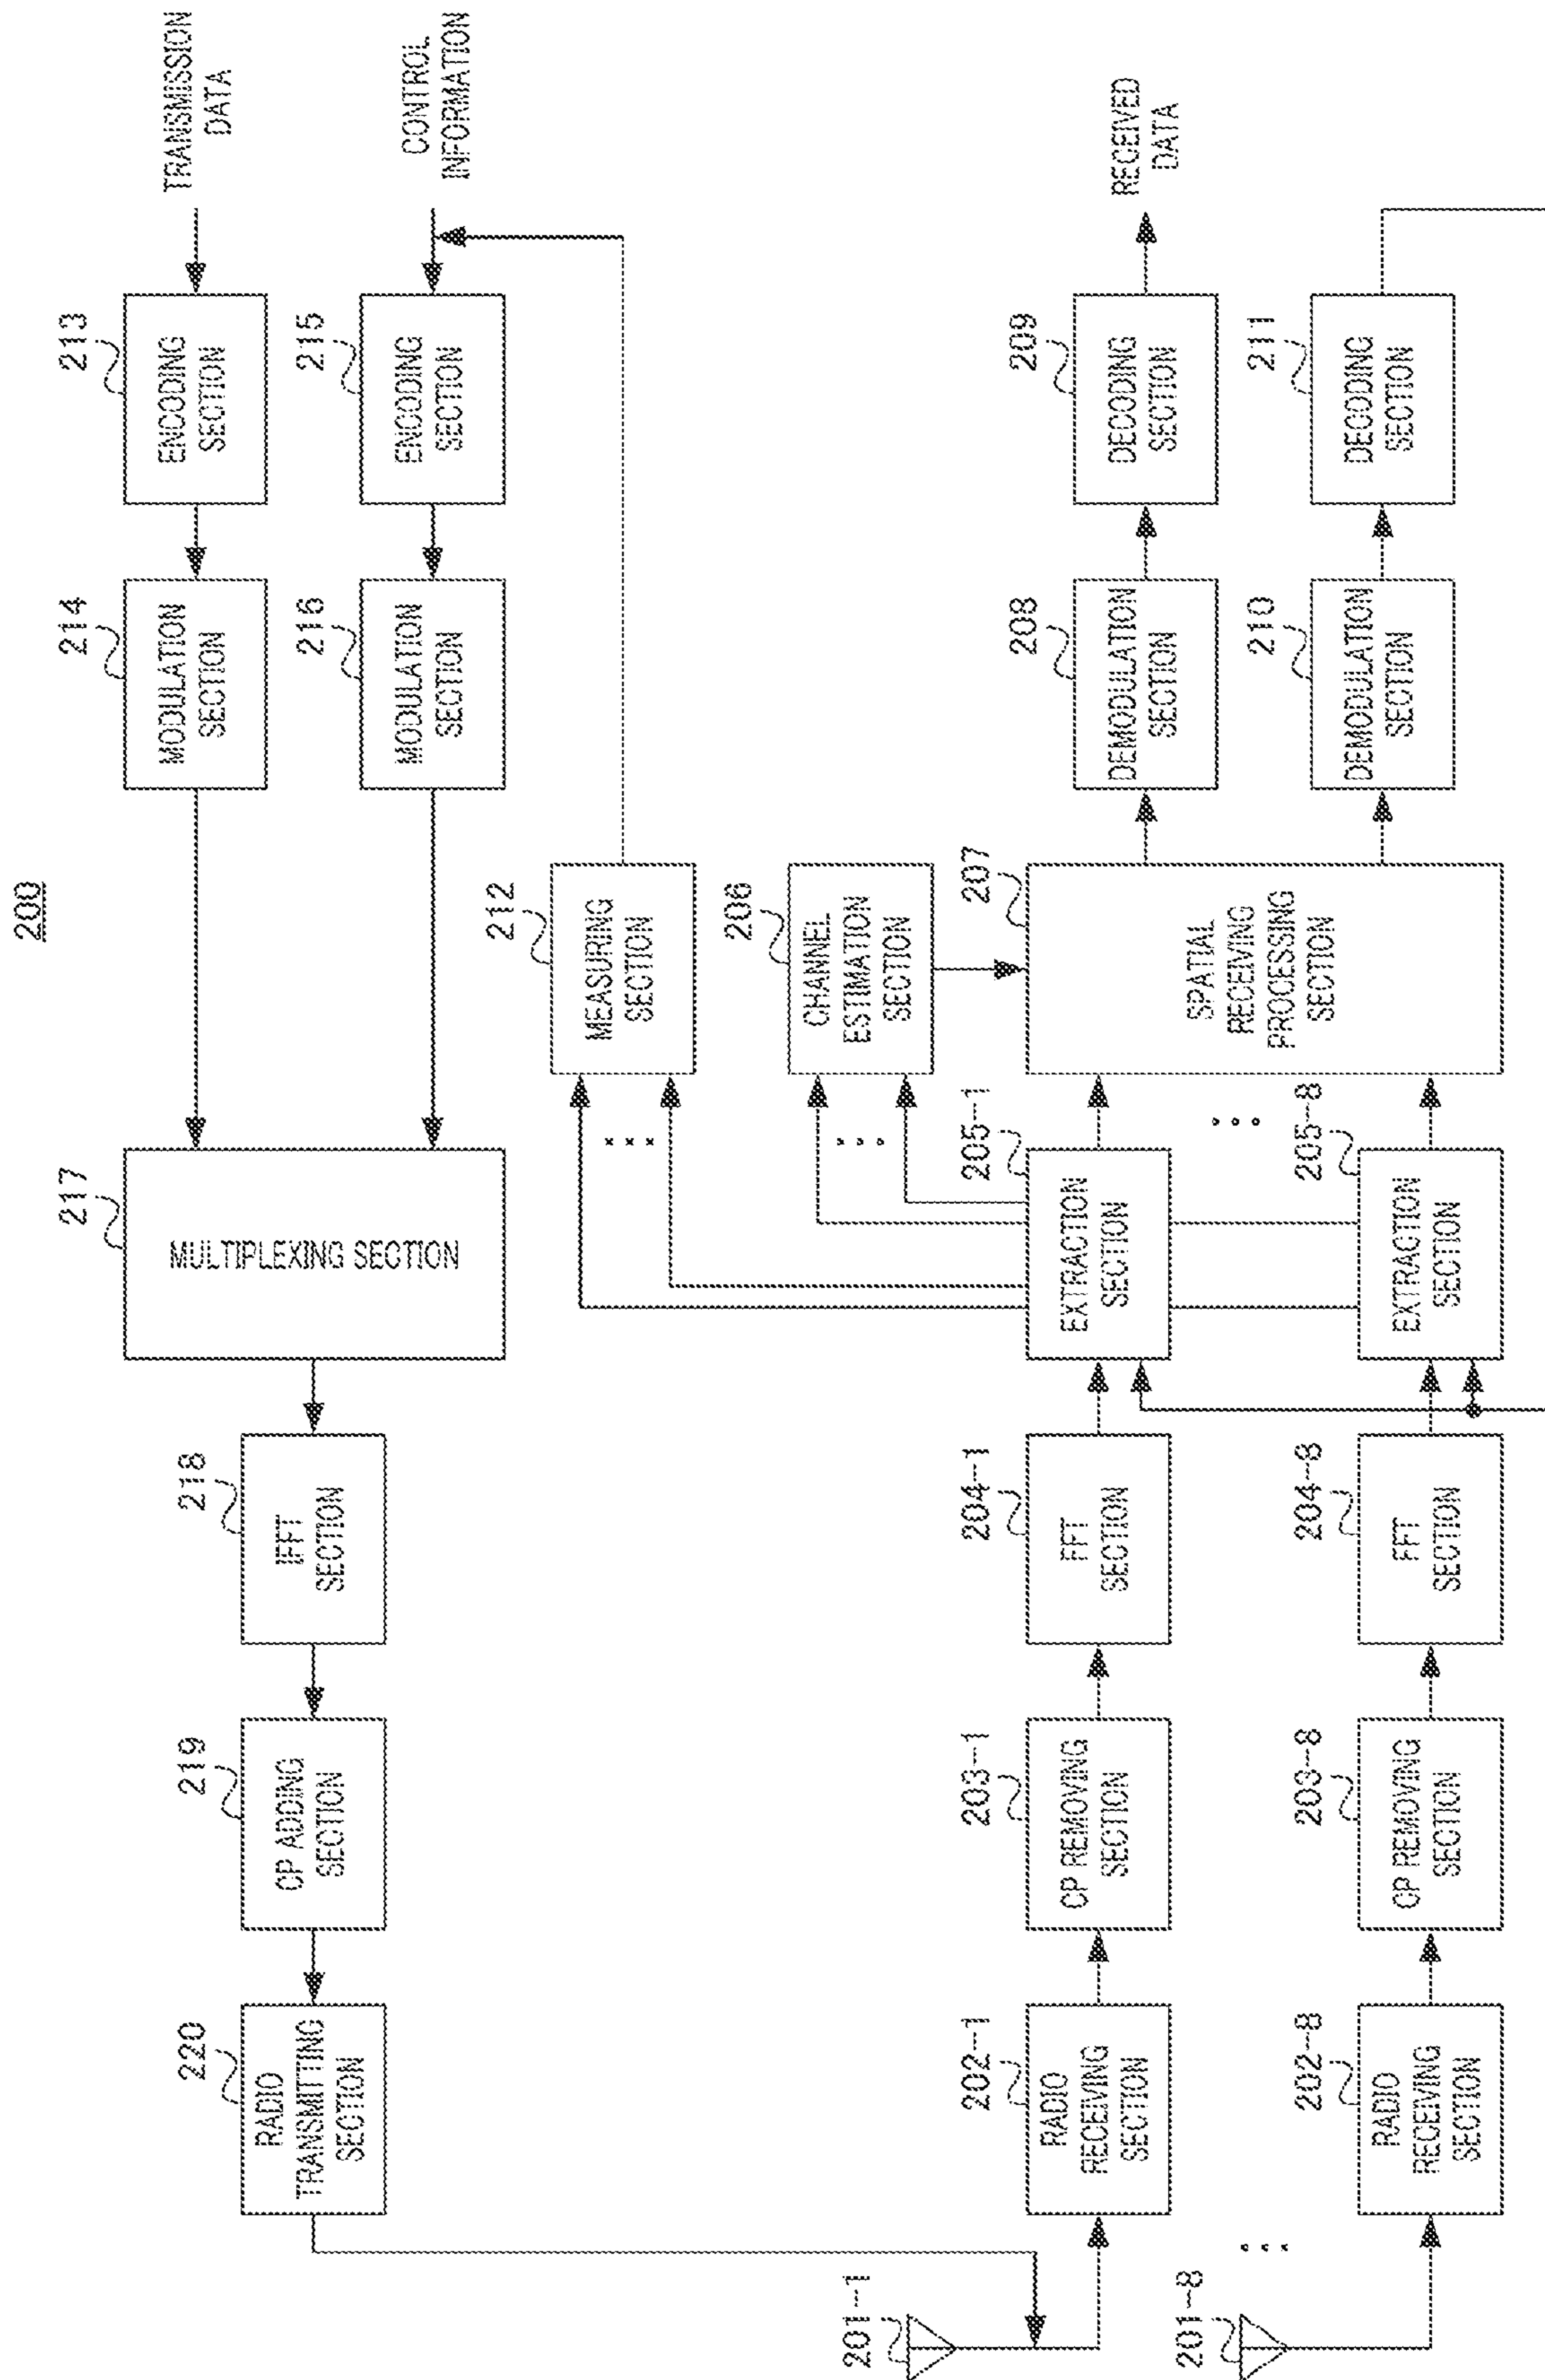 200
TRANSMISSION
DATA
CONTROL
INFORMATION
213
ENCODING
SECTION
215
ENCODING
SECTION
214
MODULATION
SECTION
216
MODULATION
SECTION
217
MULTIPLEXING SECTION
218
IFFT
SECTION
219
CP ADDING
SECTION
220
RADIO
TRANSMITTING
SECTION
212
MEASURING
SECTION
206
CHANNEL
ESTIMATION
SECTION
201-1
202-1
RADIO
RECEIVING
SECTION
203-1
CP REMOVING
SECTION
204-1
FFT
SECTION
205-1
EXTRACTION
SECTION
201-8
202-8
RADIO
RECEIVING
SECTION
203-8
CP REMOVING
SECTION
204-8
FFT
SECTION
205-8
EXTRACTION
SECTION
207
SPATIAL
RECEIVING
PROCESSING
SECTION
208
DEMODULATION
SECTION
209
DECODING
SECTION
RECEIVED
DATA
210
DEMODULATION
SECTION
211
DECODING
SECTION